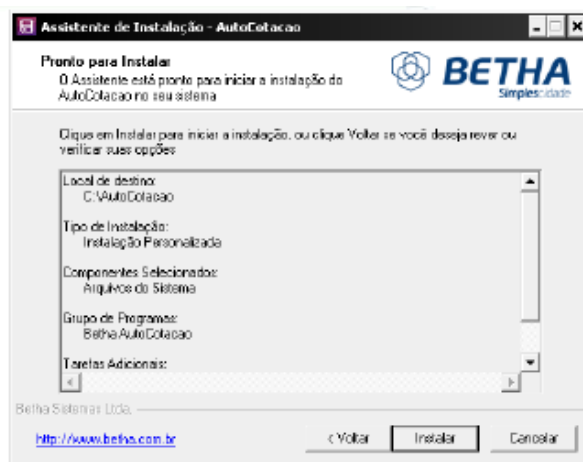 Assistente de Instalação - AutoCotacao
Pronto para Instalar
O Assistente está pronto para iniciar a instalação do
AutoCotacao no seu sistema
BETHA
Simplescidade
Clique em Instalar para iniciar a instalação, ou clique Voltar se você deseja rever ou
verificar suas opções
Local de destino:
C:\AutoCotacao
Tipo de Instalação:
Instalação Personalizada
Componentes Selecionados:
Arquivos do Sistema
Grupo de Programas:
Betha AutoCotacao
Tarefas Adicionais:
Betha Sistemas Ltda.
http://www.betha.com.br
< Voltar
Instalar
Cancelar